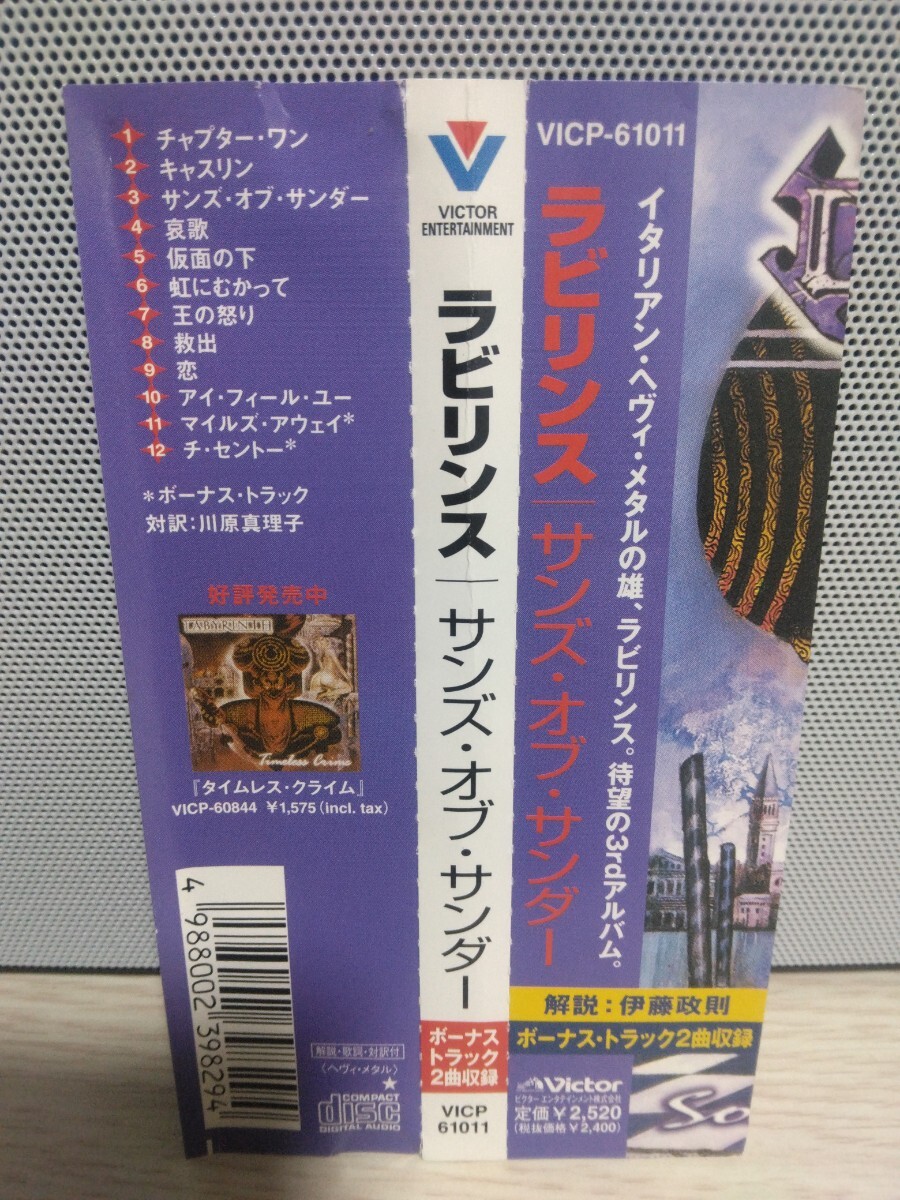 1 チャプター・ワン
2 キャスリン
3 サンズ・オブ・サンダー
4 哀歌
5 仮面の下
6 虹にむかって
7 王の怒り
8 救出
9 恋
10 アイ・フィール・ユー
11 マイルズ・アウェイ*
12 チ・セントー*
*ボーナス・トラック
対訳:川原真理子
好評発売中
LABYRINTH
Timeless Crime
『タイムレス・クライム』
VICP-60844 ¥1,575(incl. tax)
4 988002 398294
解説・歌詞・対訳付
〈ヘヴィ・メタル〉
★
COMPACT
disc
DIGITAL AUDIO
VICTOR
ENTERTAINMENT
ラビリンス|サンズ・オブ・サンダー
ボーナス
トラック
2曲収録
VICP
61011
VICP-61011
イタリアン・ヘヴィ・メタルの雄、ラビリンス。待望の3rdアルバム。
ラビリンス|サンズ・オブ・サンダー
解説:伊藤政則
ボーナス・トラック2曲収録
Victor
ビクター エンタテインメント株式会社
定価¥2,520
(税抜価格¥2,400)
So